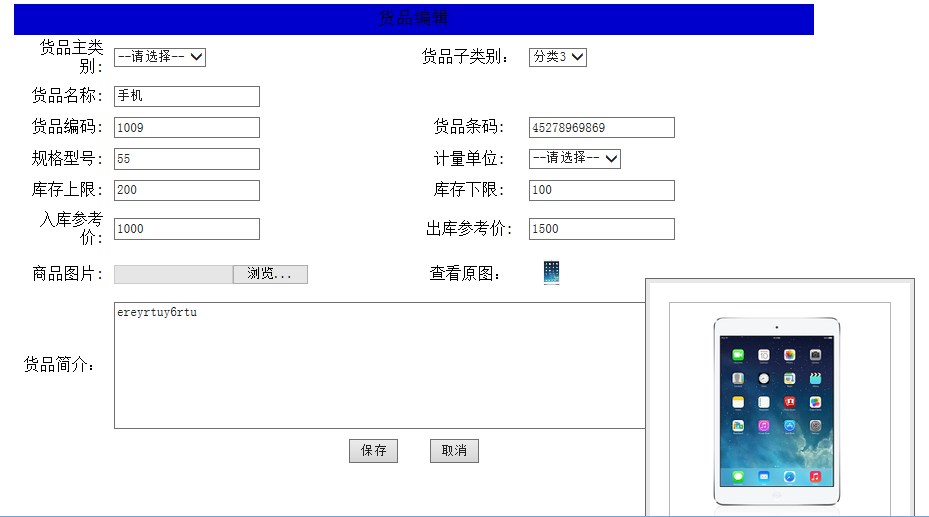 货品编辑
货品主类别:
--请选择--
货品子类别:
分类3
货品名称:
手机
货品编码:
1009
货品条码:
45278969869
规格型号:
55
计量单位:
--请选择--
库存上限:
200
库存下限:
100
入库参考价:
1000
出库参考价:
1500
商品图片:
浏览...
查看原图:
货品简介:
ereyrtuy6rtu
保存
取消